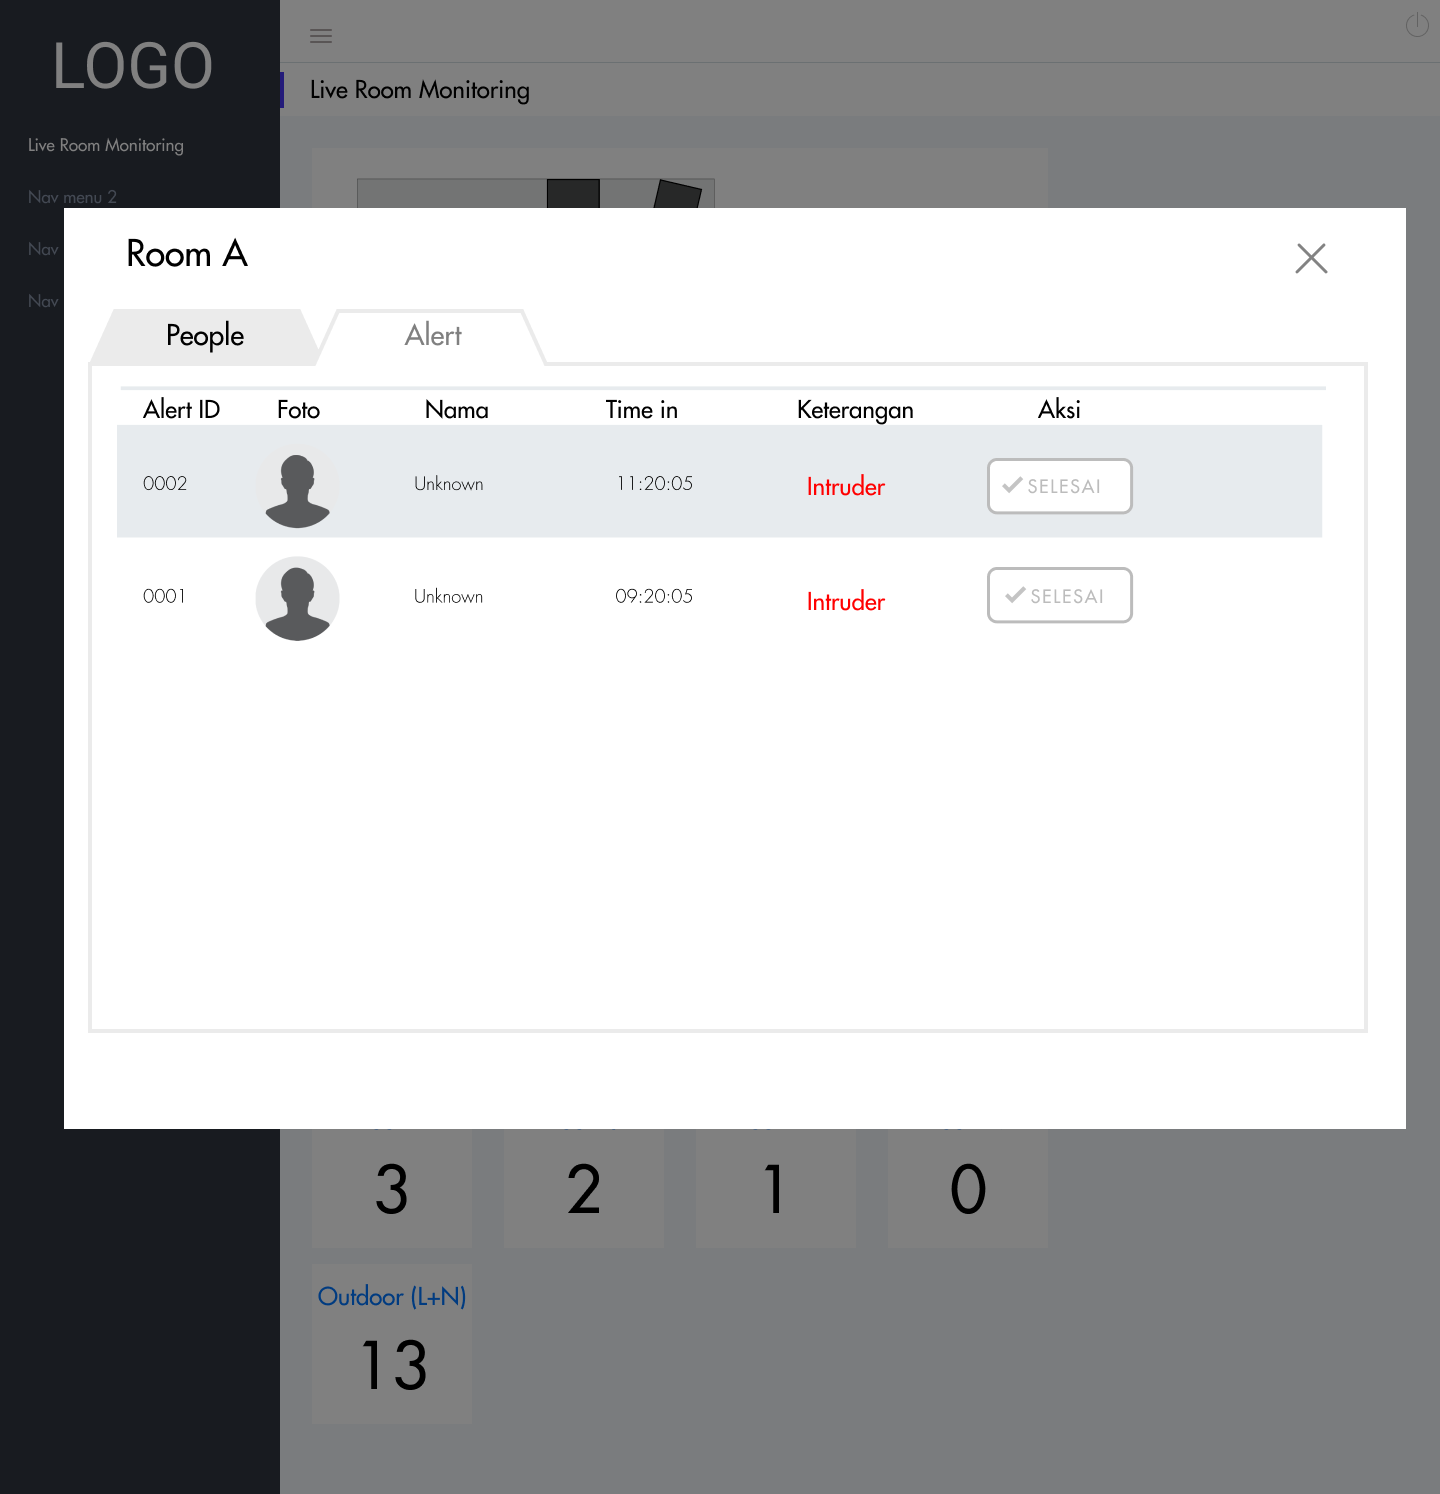 LOGO
Live Room Monitoring
Live Room Monitoring
Nav menu 2
Nav
Nav
Room A
People
Alert
Alert ID Foto Nama Time in Keterangan Aksi
0002 Unknown 11:20:05 Intruder SELESAI
0001 Unknown 09:20:05 Intruder SELESAI
3 2 1 0
Outdoor (L+N)
13